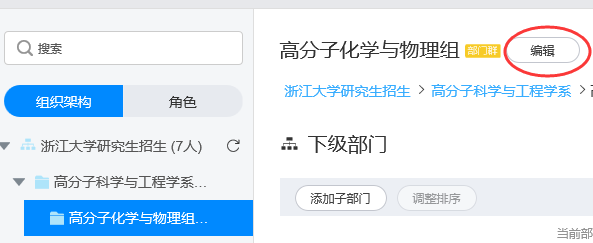 搜索
组织架构
角色
浙江大学研究生招生 (7人)
高分子科学与工程学系...
高分子化学与物理组...
高分子化学与物理组 部门群 编辑
浙江大学研究生招生 > 高分子科学与工程学系 >
下级部门
添加子部门
调整排序
当前部